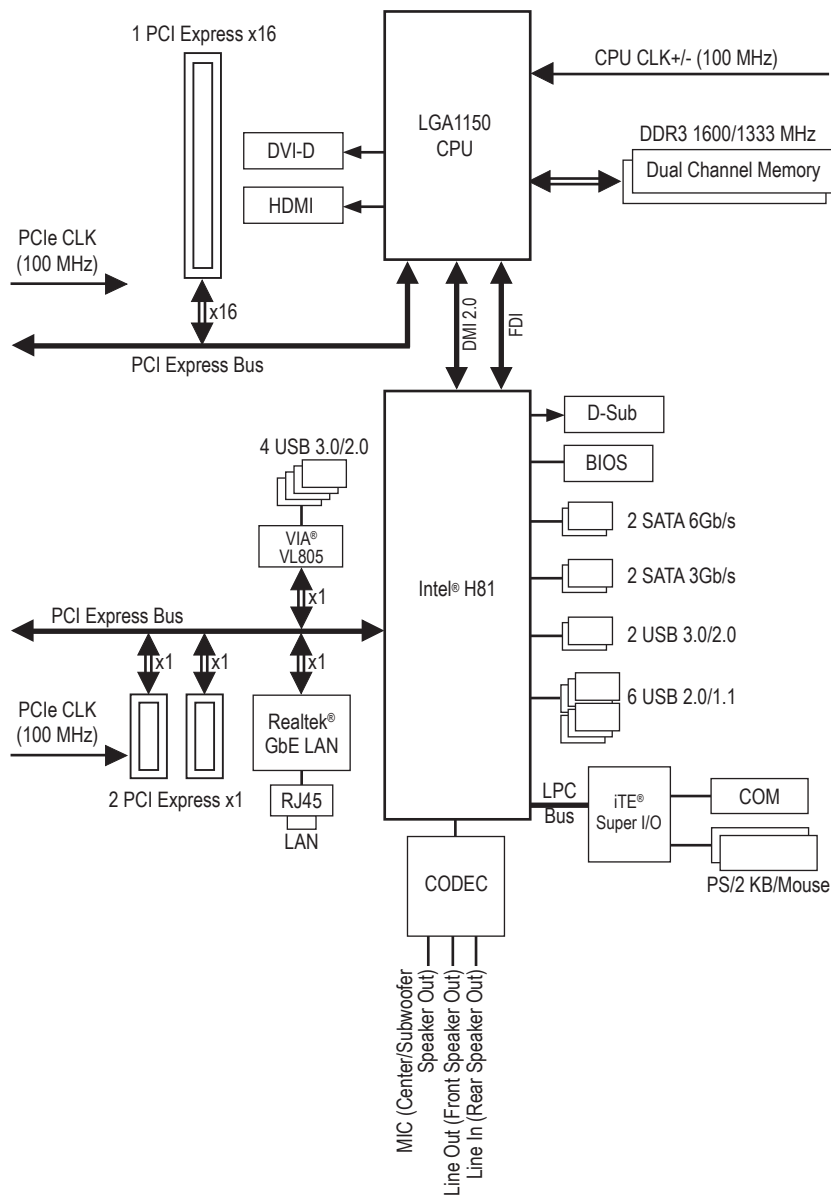 1 PCI Express x16
CPU CLK+/- (100 MHz)
LGA1150
CPU
DDR3 1600/1333 MHz
Dual Channel Memory
DVI-D
HDMI
PCIe CLK
(100 MHz)
x16
PCI Express Bus
DMI 2.0
FDI
D-Sub
4 USB 3.0/2.0
BIOS
VIA®
VL805
2 SATA 6Gb/s
Intel® H81
2 SATA 3Gb/s
x1
PCI Express Bus
2 USB 3.0/2.0
x1
x1
x1
6 USB 2.0/1.1
PCIe CLK
(100 MHz)
Realtek®
GbE LAN
2 PCI Express x1
RJ45
LAN
LPC
Bus
iTE®
Super I/O
COM
PS/2 KB/Mouse
CODEC
MIC (Center/Subwoofer
Speaker Out)
Line Out (Front Speaker Out)
Line In (Rear Speaker Out)